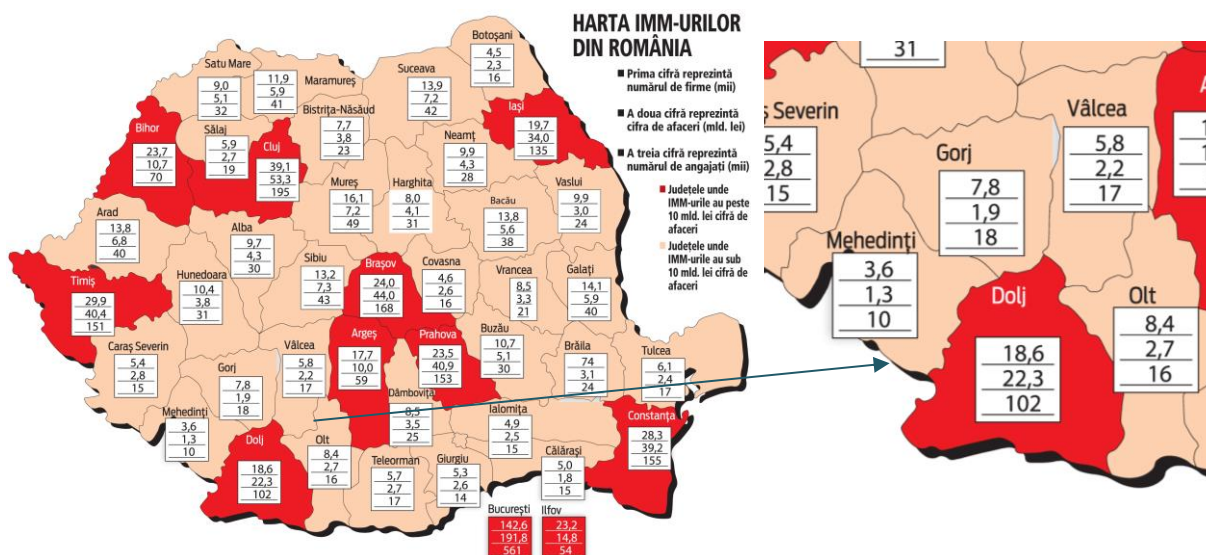 HARTA IMM-URILOR
DIN ROMÂNIA
■ Prima cifră reprezintă
numărul de firme (mii)
■ A doua cifră reprezintă
cifra de afaceri (mld. lei)
■ A treia cifră reprezintă
numărul de angajați (mii)
■ Județele unde
IMM-urile au peste
10 mld. lei cifră de
afaceri
■ Județele unde
IMM-urile au sub
10 mld. lei cifră de
afaceri
Botoșani
4,5
2,3
16
Satu Mare
9,0
5,1
32
Maramureș
11,9
5,9
41
Suceava
13,9
7,2
42
Iași
19,7
34,0
135
Bistrița-Năsăud
7,7
3,8
23
Bihor
23,7
10,7
70
Sălaj
5,9
2,7
19
Cluj
39,1
53,3
195
Neamț
9,9
4,3
28
Mureș
16,1
7,2
49
Harghita
8,0
4,1
31
Bacău
13,8
5,6
38
Vaslui
9,9
3,0
24
Arad
13,8
6,8
40
Alba
9,7
4,3
30
Sibiu
13,2
7,3
43
Brașov
24,0
44,0
168
Covasna
4,6
2,6
16
Vrancea
8,5
3,3
21
Galați
14,1
5,9
40
Timiș
29,9
40,4
151
Hunedoara
10,4
3,8
31
Caraș Severin
5,4
2,8
15
Gorj
7,8
1,9
18
Vâlcea
5,8
2,2
17
Argeș
17,7
10,0
59
Prahova
23,5
40,9
153
Buzău
10,7
5,1
30
Brăila
74
3,1
24
Tulcea
6,1
2,4
17
Dâmbovița
8,5
3,5
25
Mehedinți
3,6
1,3
10
Dolj
18,6
22,3
102
Olt
8,4
2,7
16
Teleorman
5,7
2,7
17
Giurgiu
5,3
2,6
14
Ialomița
4,9
2,5
15
Călărași
5,0
1,8
15
Constanța
28,3
39,2
155
București
142,6
191,8
561
Ilfov
23,2
14,8
54
31
ș Severin
5,4
2,8
15
Gorj
7,8
1,9
18
Vâlcea
5,8
2,2
17
Mehedinți
3,6
1,3
10
Dolj
18,6
22,3
102
Olt
8,4
2,7
16